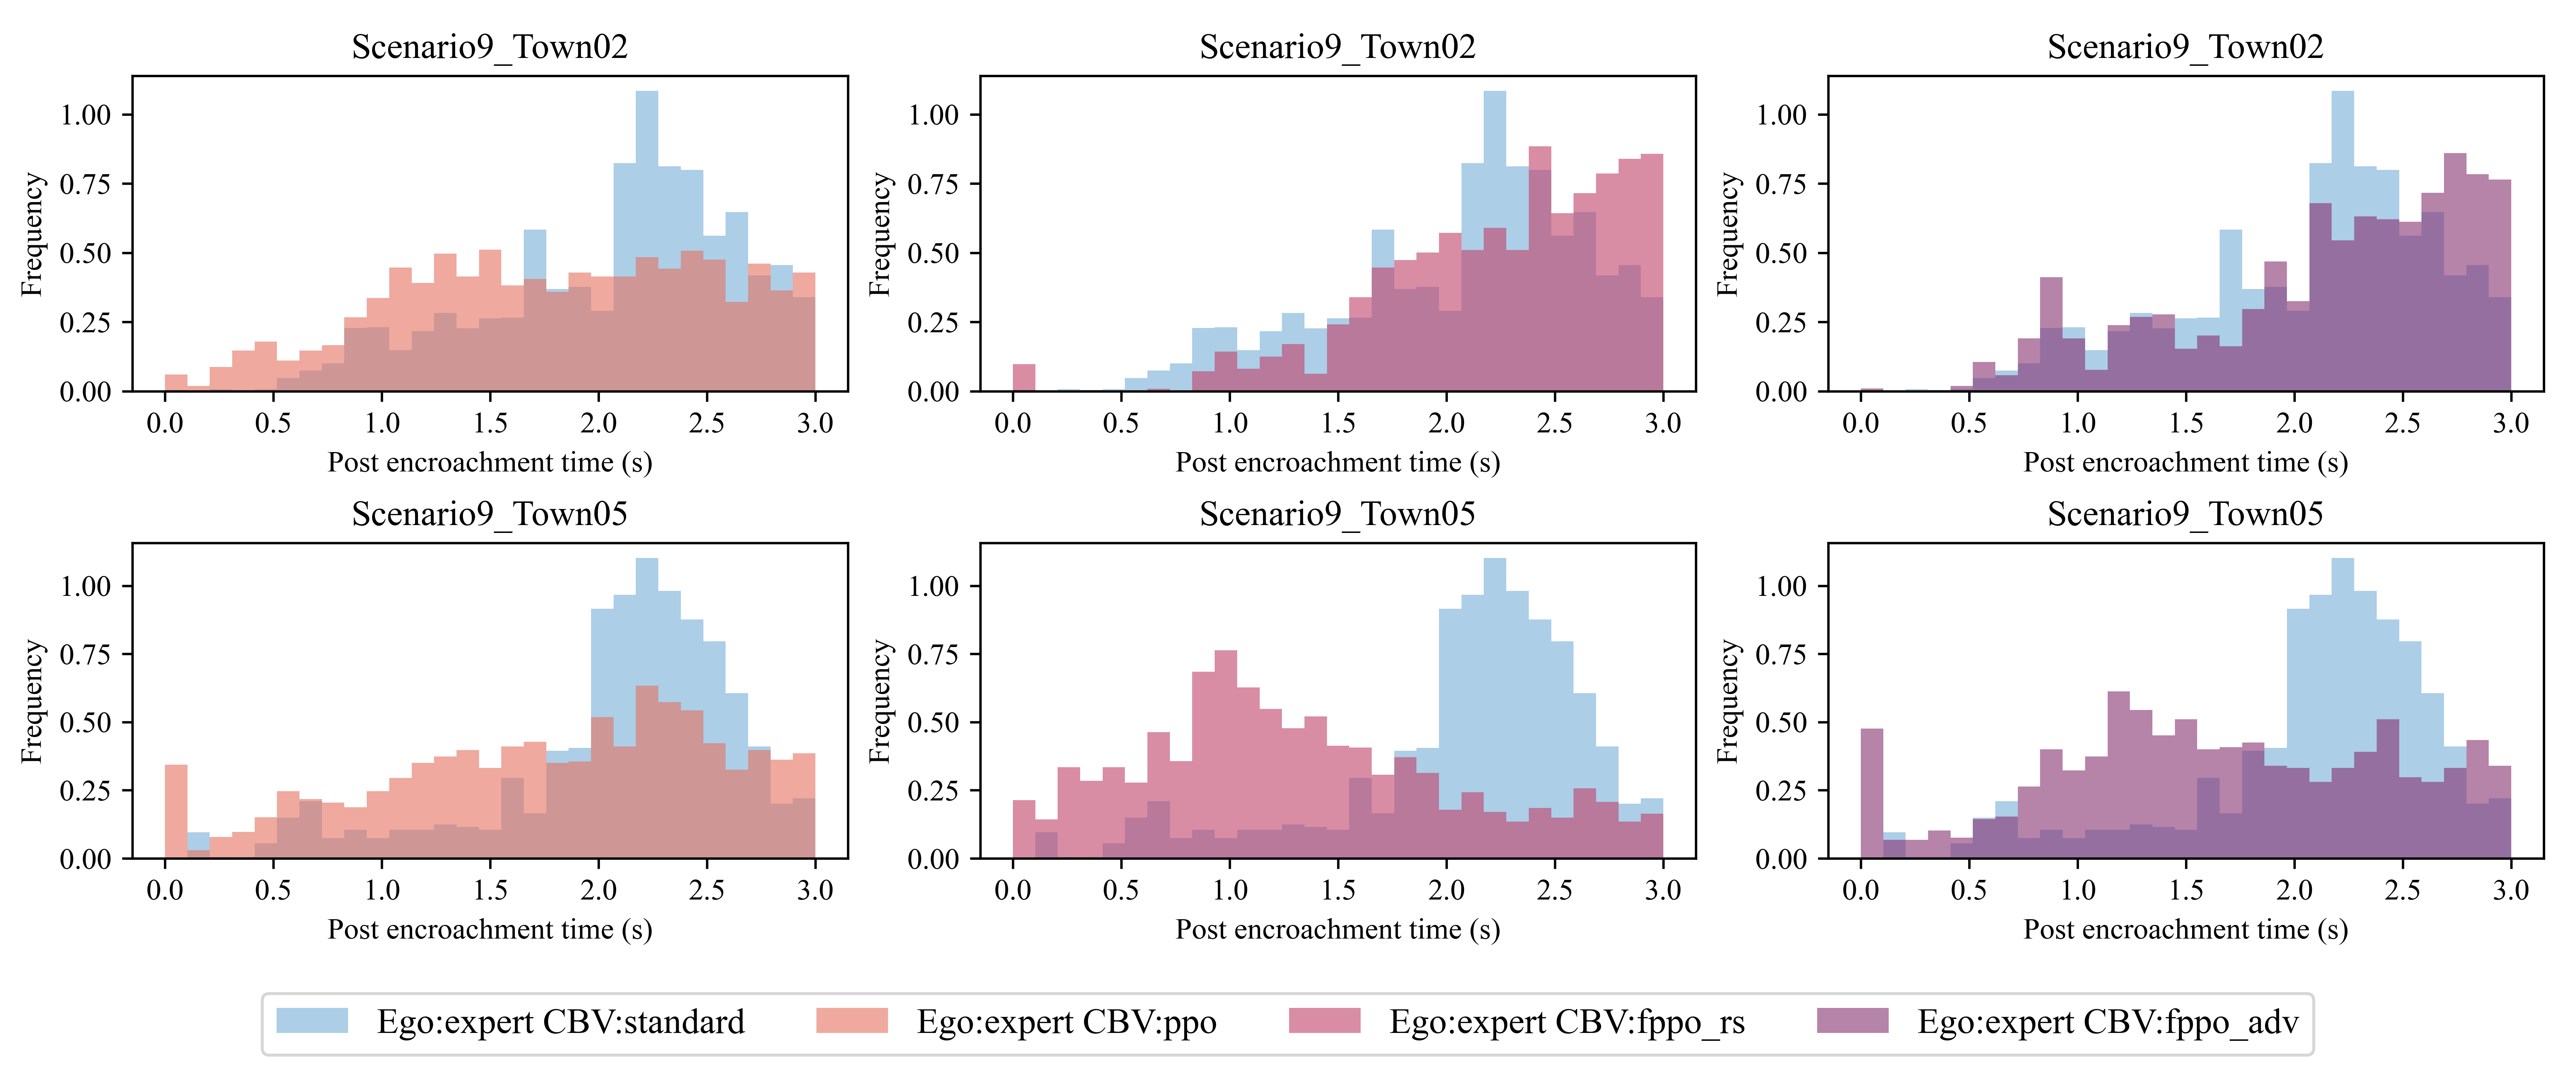 Scenario9_Town02
Scenario9_Town02
Scenario9_Town02
Frequency
1.00
0.75
0.50
0.25
0.00
0.0 0.5 1.0 1.5 2.0 2.5 3.0
Post encroachment time (s)
Frequency
1.00
0.75
0.50
0.25
0.00
0.0 0.5 1.0 1.5 2.0 2.5 3.0
Post encroachment time (s)
Frequency
1.00
0.75
0.50
0.25
0.00
0.0 0.5 1.0 1.5 2.0 2.5 3.0
Post encroachment time (s)
Scenario9_Town05
Scenario9_Town05
Scenario9_Town05
Frequency
1.00
0.75
0.50
0.25
0.00
0.0 0.5 1.0 1.5 2.0 2.5 3.0
Post encroachment time (s)
Frequency
1.00
0.75
0.50
0.25
0.00
0.0 0.5 1.0 1.5 2.0 2.5 3.0
Post encroachment time (s)
Frequency
1.00
0.75
0.50
0.25
0.00
0.0 0.5 1.0 1.5 2.0 2.5 3.0
Post encroachment time (s)
Ego:expert CBV:standard
Ego:expert CBV:ppo
Ego:expert CBV:fppo_rs
Ego:expert CBV:fppo_adv